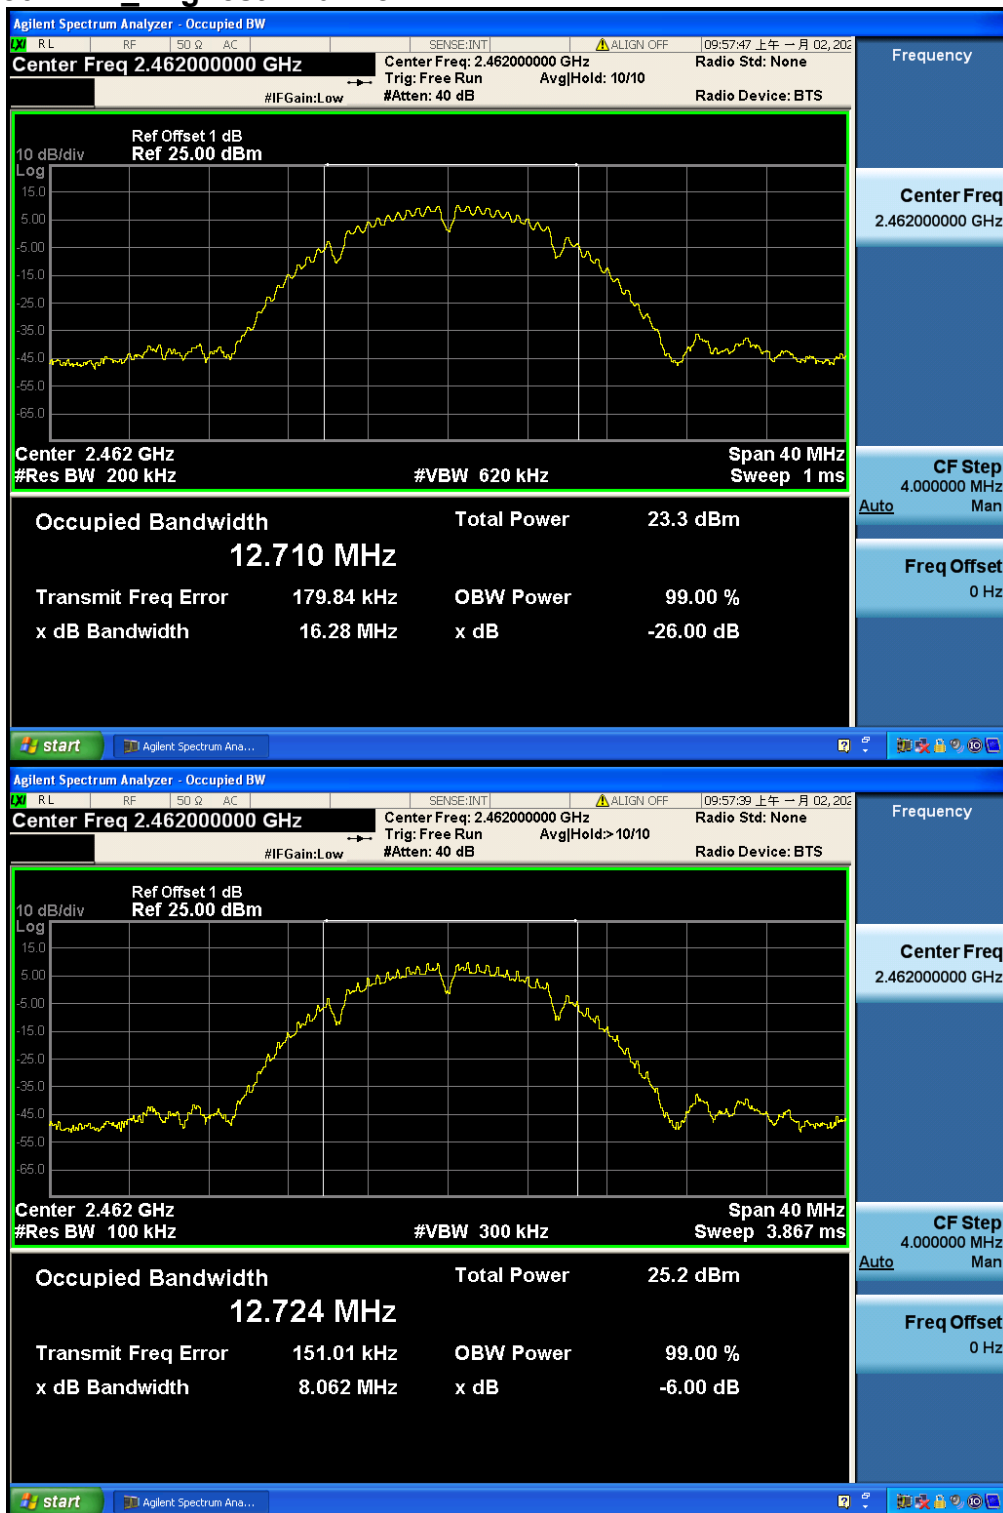 Agilent Spectrum Analyzer - Occupied BW
LXI RL RF 50 Ω AC SENSE:INT ALIGN OFF 09:57:47 上午 一月 02, 202
Center Freq 2.462000000 GHz
Center Freq: 2.462000000 GHz
Radio Std: None
Trig: Free Run Avg|Hold: 10/10
#IFGain:Low #Atten: 40 dB Radio Device: BTS
Frequency
Ref Offset 1 dB
10 dB/div Ref 25.00 dBm
Log
15.0
5.00
-5.00
-15.0
-25.0
-35.0
-45.0
-55.0
-65.0
Center Freq
2.462000000 GHz
Center 2.462 GHz Span 40 MHz
#Res BW 200 kHz #VBW 620 kHz Sweep 1 ms
CF Step
4.000000 MHz
Auto Man
Freq Offset
0 Hz
Occupied Bandwidth Total Power 23.3 dBm
12.710 MHz
Transmit Freq Error 179.84 kHz OBW Power 99.00 %
x dB Bandwidth 16.28 MHz x dB -26.00 dB
start Agilent Spectrum Ana...
Agilent Spectrum Analyzer - Occupied BW
LXI RL RF 50 Ω AC SENSE:INT ALIGN OFF 09:57:39 上午 一月 02, 202
Center Freq 2.462000000 GHz
Center Freq: 2.462000000 GHz
Radio Std: None
Trig: Free Run Avg|Hold:>10/10
#IFGain:Low #Atten: 40 dB Radio Device: BTS
Frequency
Ref Offset 1 dB
10 dB/div Ref 25.00 dBm
Log
15.0
5.00
-5.00
-15.0
-25.0
-35.0
-45.0
-55.0
-65.0
Center Freq
2.462000000 GHz
Center 2.462 GHz Span 40 MHz
#Res BW 100 kHz #VBW 300 kHz Sweep 3.867 ms
CF Step
4.000000 MHz
Auto Man
Freq Offset
0 Hz
Occupied Bandwidth Total Power 25.2 dBm
12.724 MHz
Transmit Freq Error 151.01 kHz OBW Power 99.00 %
x dB Bandwidth 8.062 MHz x dB -6.00 dB
start Agilent Spectrum Ana...